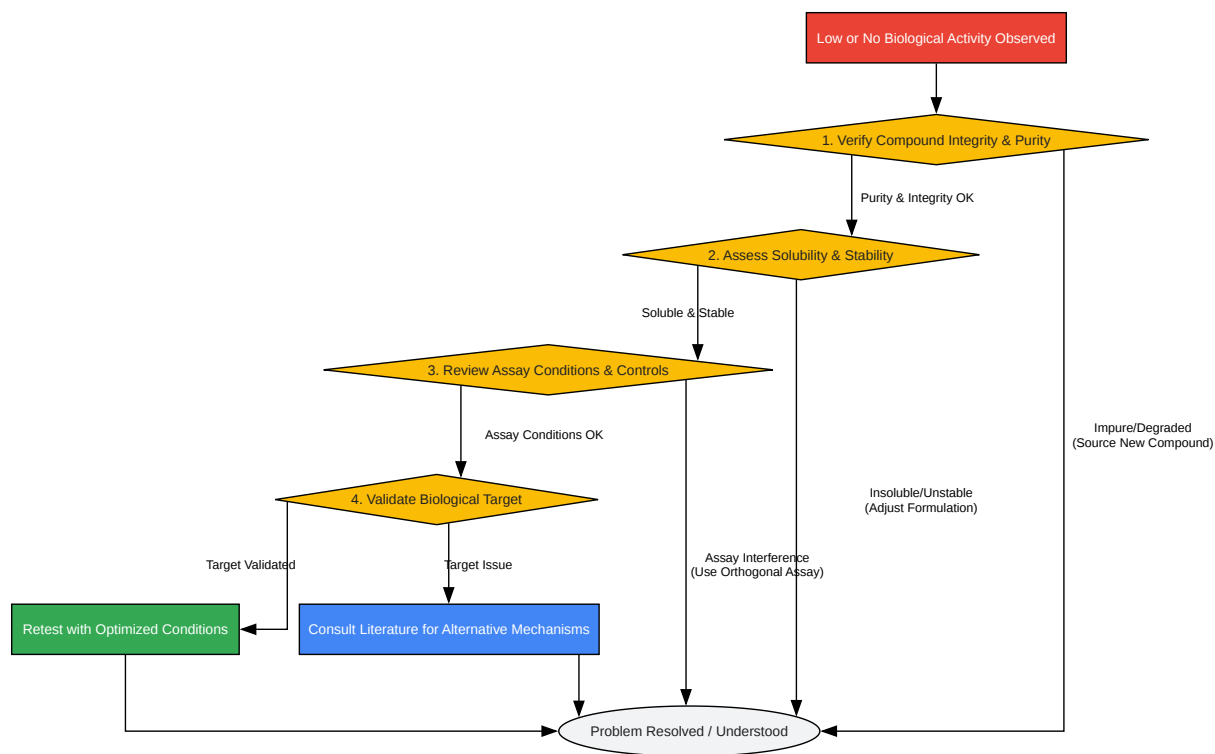 Low or No Biological Activity Observed
1. Verify Compound Integrity & Purity
Purity & Integrity OK
2. Assess Solubility & Stability
Soluble & Stable
3. Review Assay Conditions & Controls
Impure/Degraded
(Source New Compound)
Assay Conditions OK
4. Validate Biological Target
Insoluble/Unstable
(Adjust Formulation)
Target Validated
Target Issue
Assay Interference
(Use Orthogonal Assay)
Retest with Optimized Conditions
Consult Literature for Alternative Mechanisms
Problem Resolved / Understood